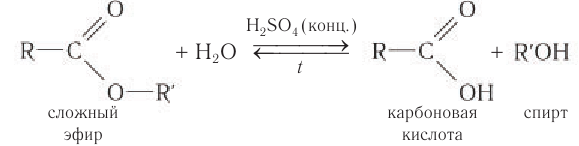 O
R—C + H₂O H₂SO₄ (конц.) t R—C + R'OH
O—R'
O
OH
сложный эфир
карбоновая кислота
спирт